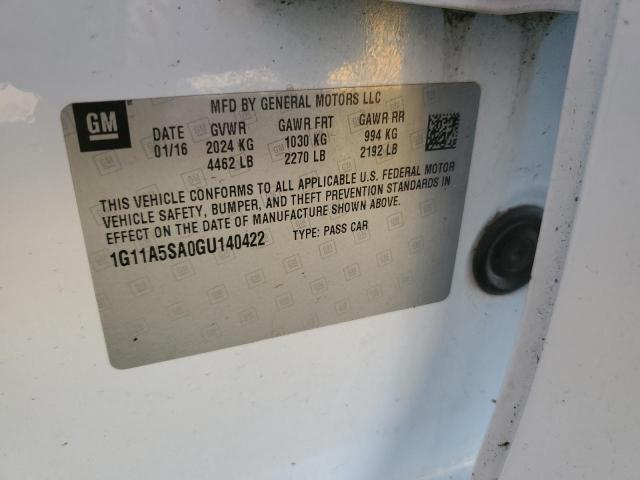 GM
MFD BY GENERAL MOTORS LLC
DATE GVWR GAWR FRT GAWR RR
01/16 2024 KG 1030 KG 994 KG
4462 LB 2270 LB 2192 LB
THIS VEHICLE CONFORMS TO ALL APPLICABLE U.S. FEDERAL MOTOR
VEHICLE SAFETY, BUMPER, AND THEFT PREVENTION STANDARDS IN
EFFECT ON THE DATE OF MANUFACTURE SHOWN ABOVE.
1G11A5SA0GU140422 TYPE: PASS CAR